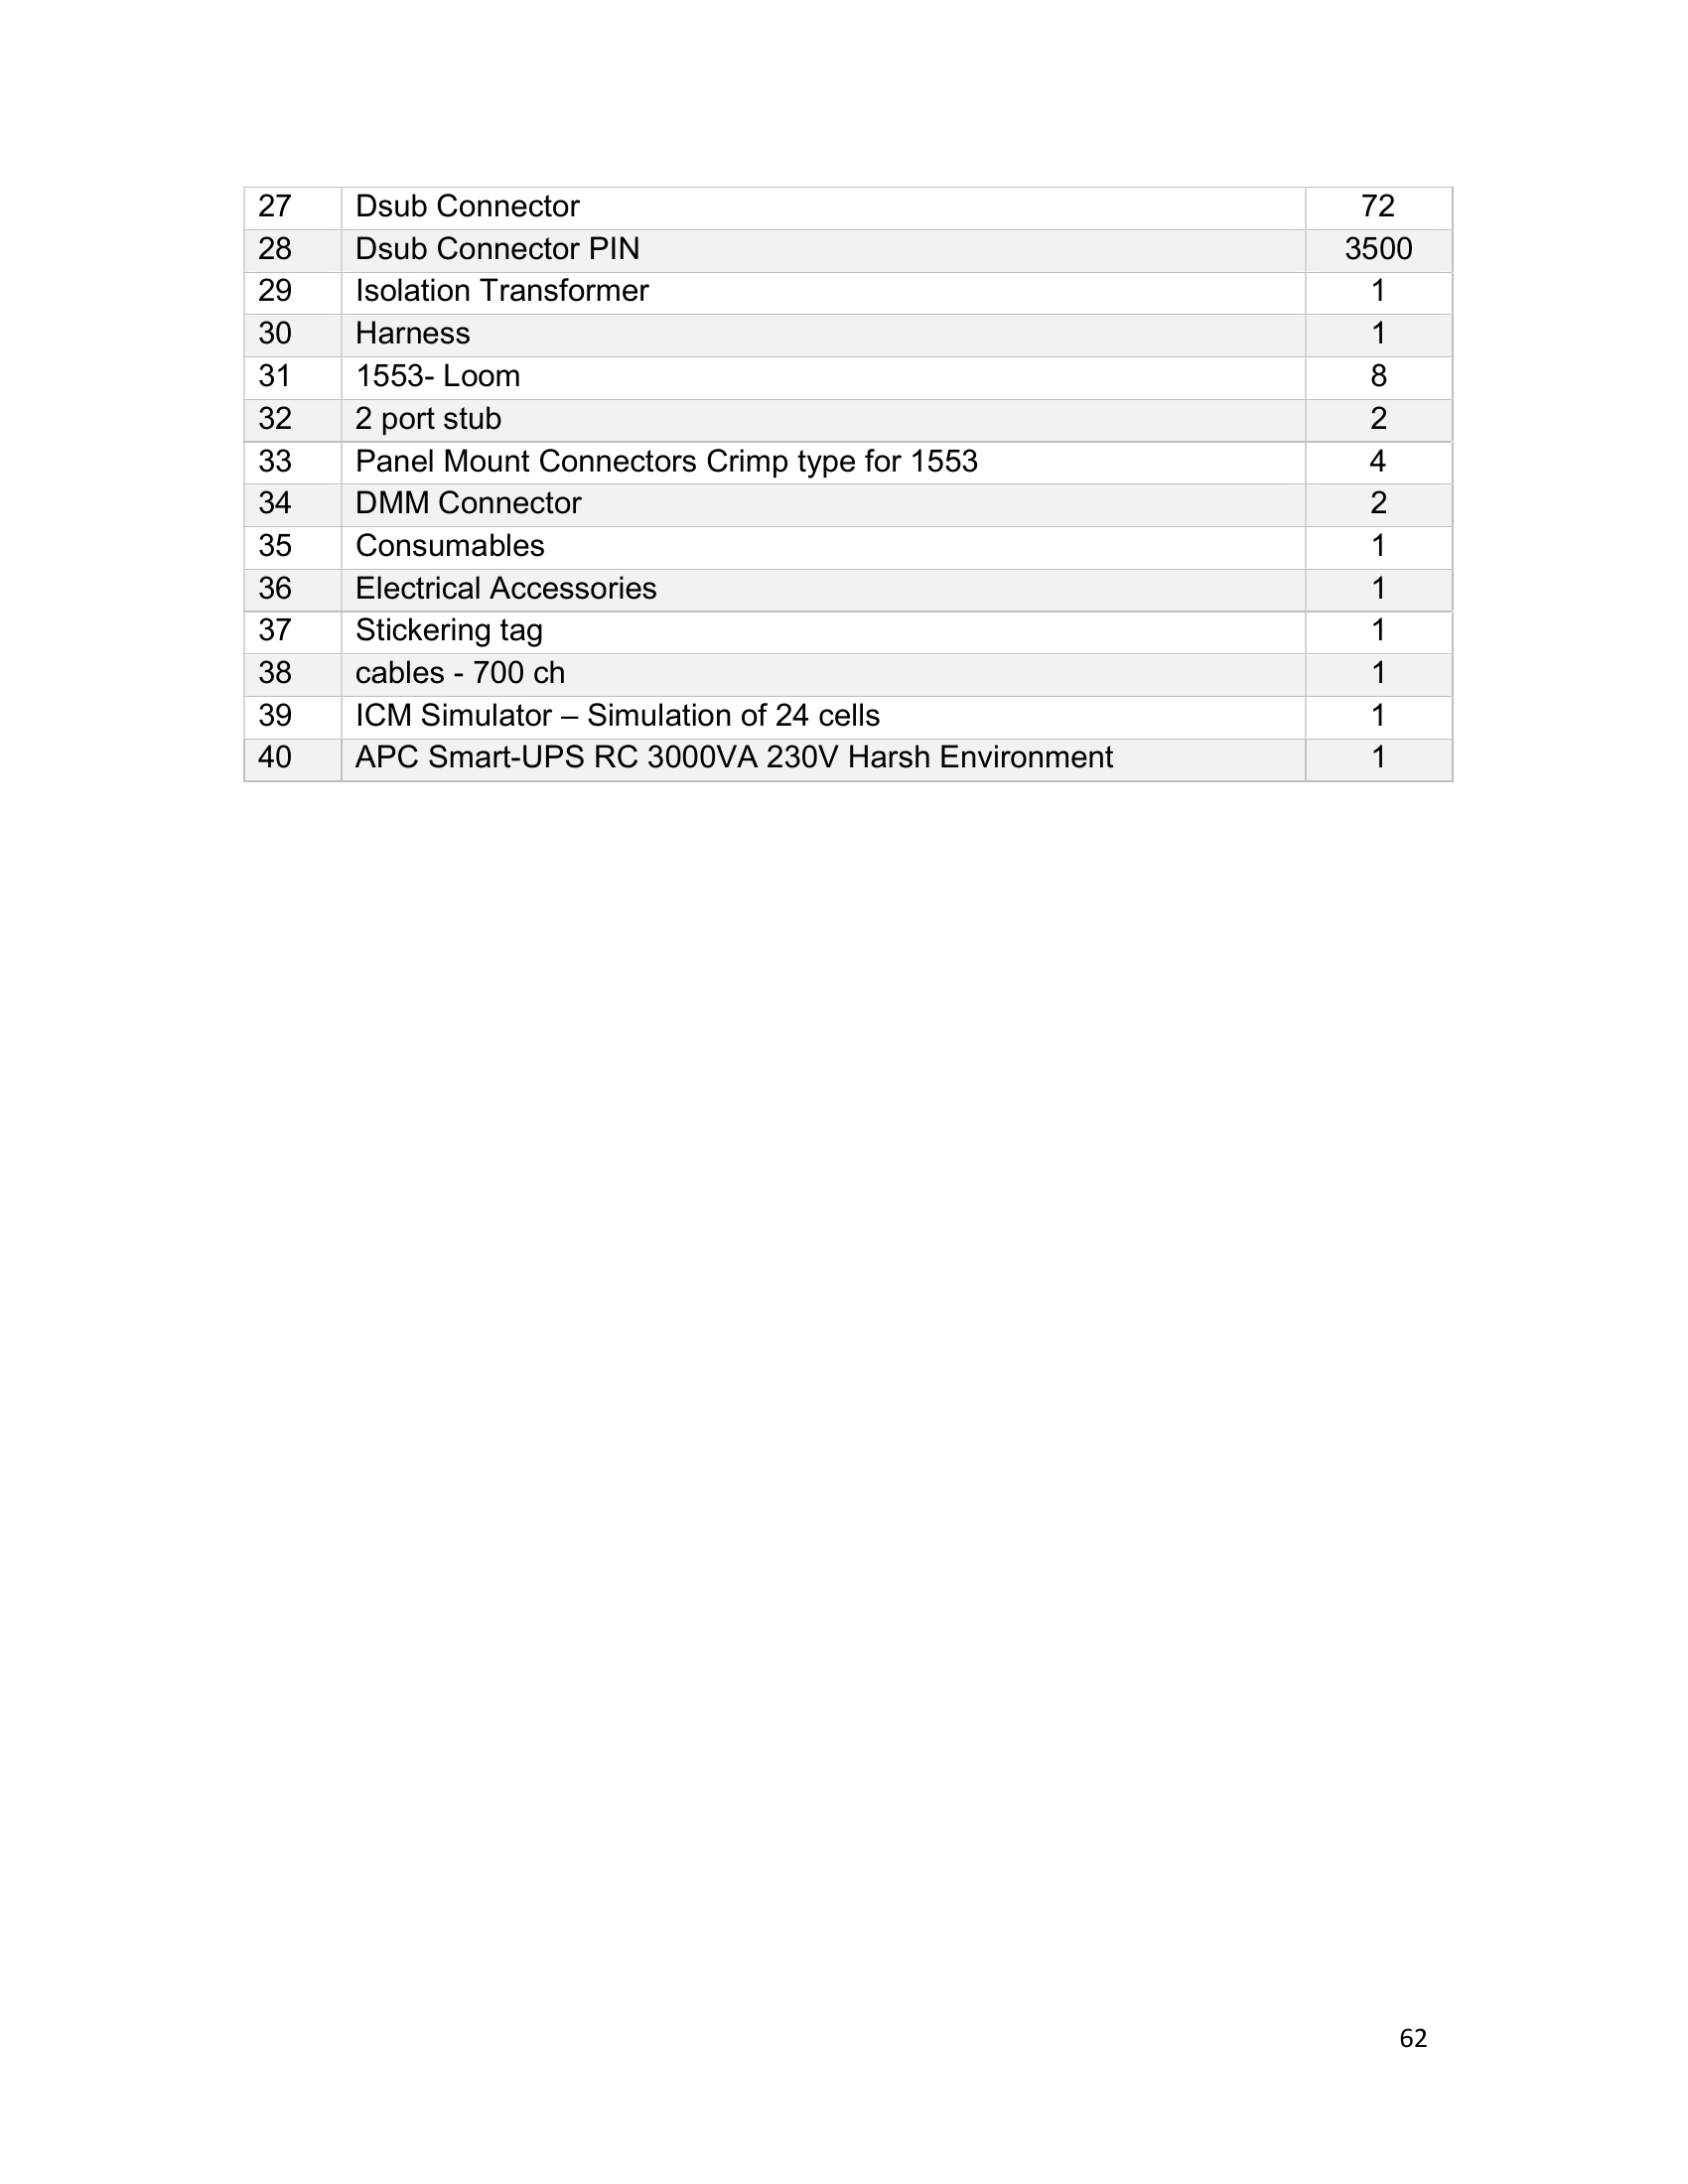 27 Dsub Connector 72
28 Dsub Connector PIN 3500
29 Isolation Transformer 1
30 Harness 1
31 1553- Loom 8
32 2 port stub 2
33 Panel Mount Connectors Crimp type for 1553 4
34 DMM Connector 2
35 Consumables 1
36 Electrical Accessories 1
37 Stickering tag 1
38 cables - 700 ch 1
39 ICM Simulator – Simulation of 24 cells 1
40 APC Smart-UPS RC 3000VA 230V Harsh Environment 1
62